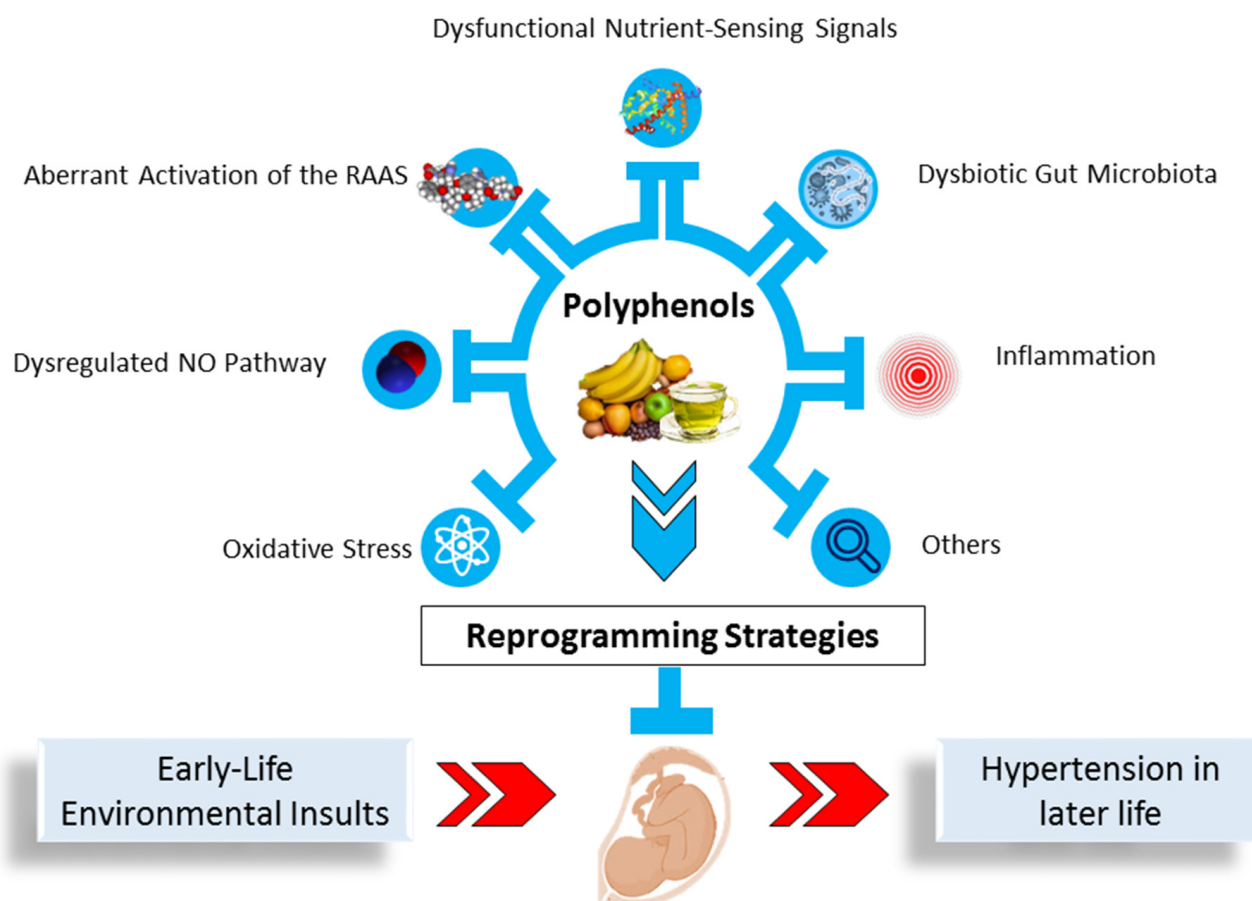 Dysfunctional Nutrient-Sensing Signals
Aberrant Activation of the RAAS
Dysbiotic Gut Microbiota
Polyphenols
Dysregulated NO Pathway
Inflammation
Oxidative Stress
Others
Reprogramming Strategies
Early-Life
Environmental Insults
Hypertension in
later life